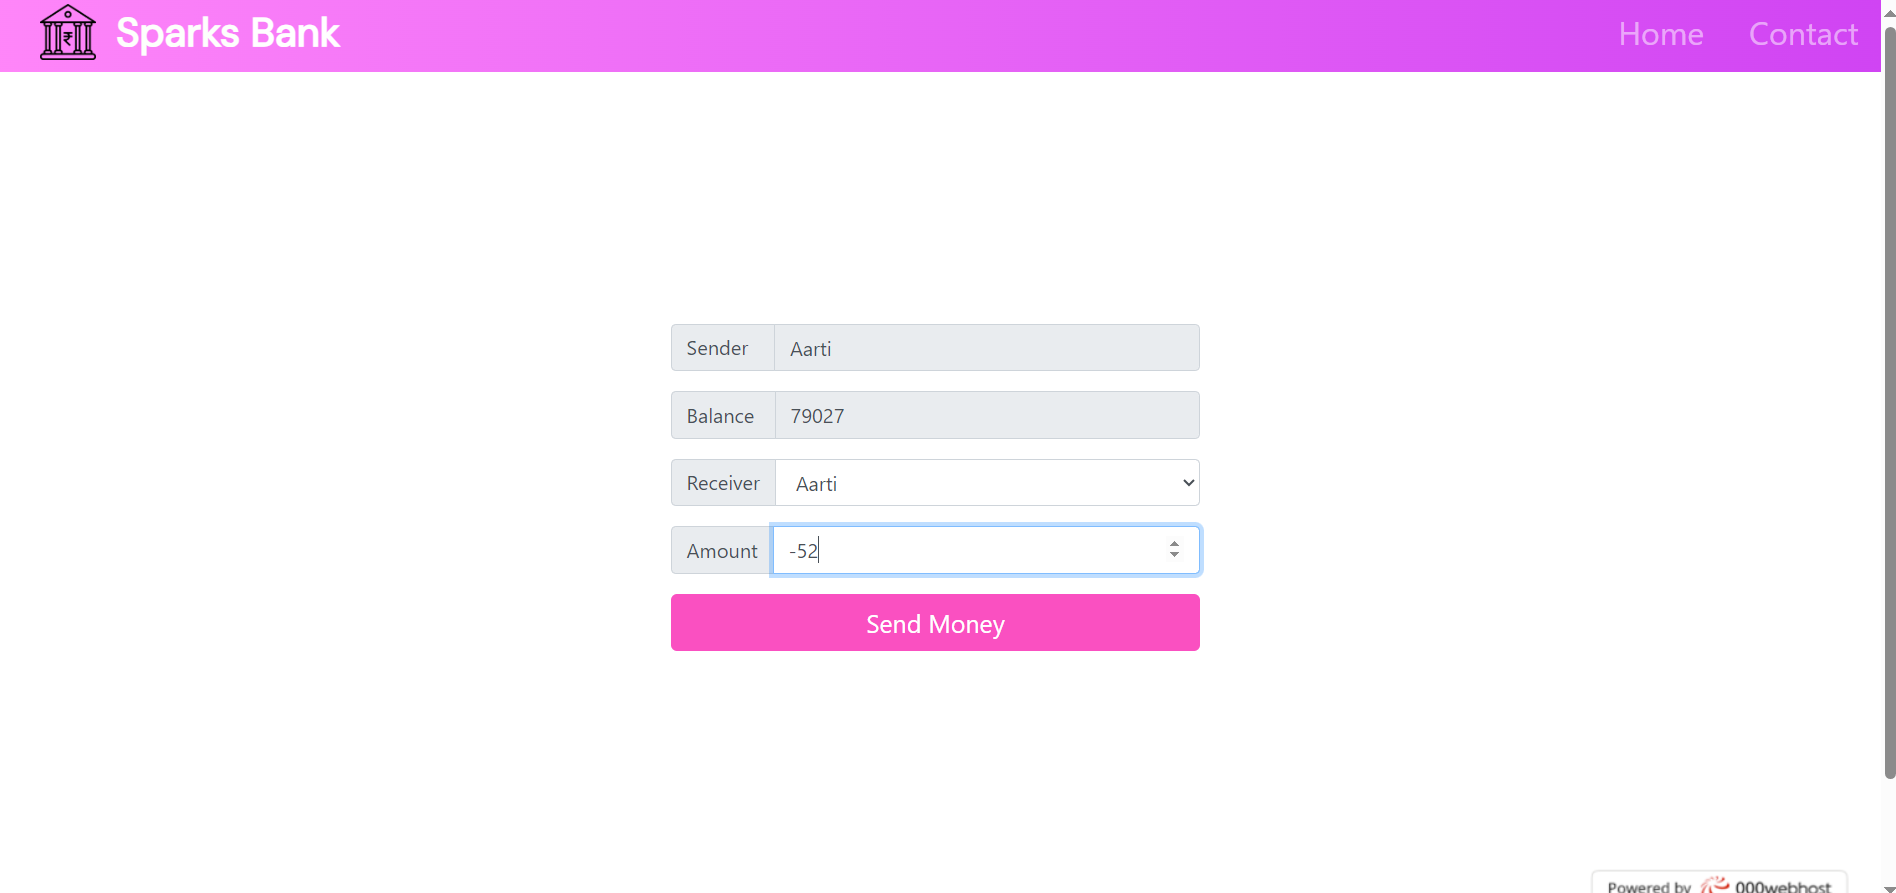 ₹ Sparks Bank Home Contact
Sender Aarti
Balance 79027
Receiver Aarti
Amount -52
Send Money
Powered by 000webhost